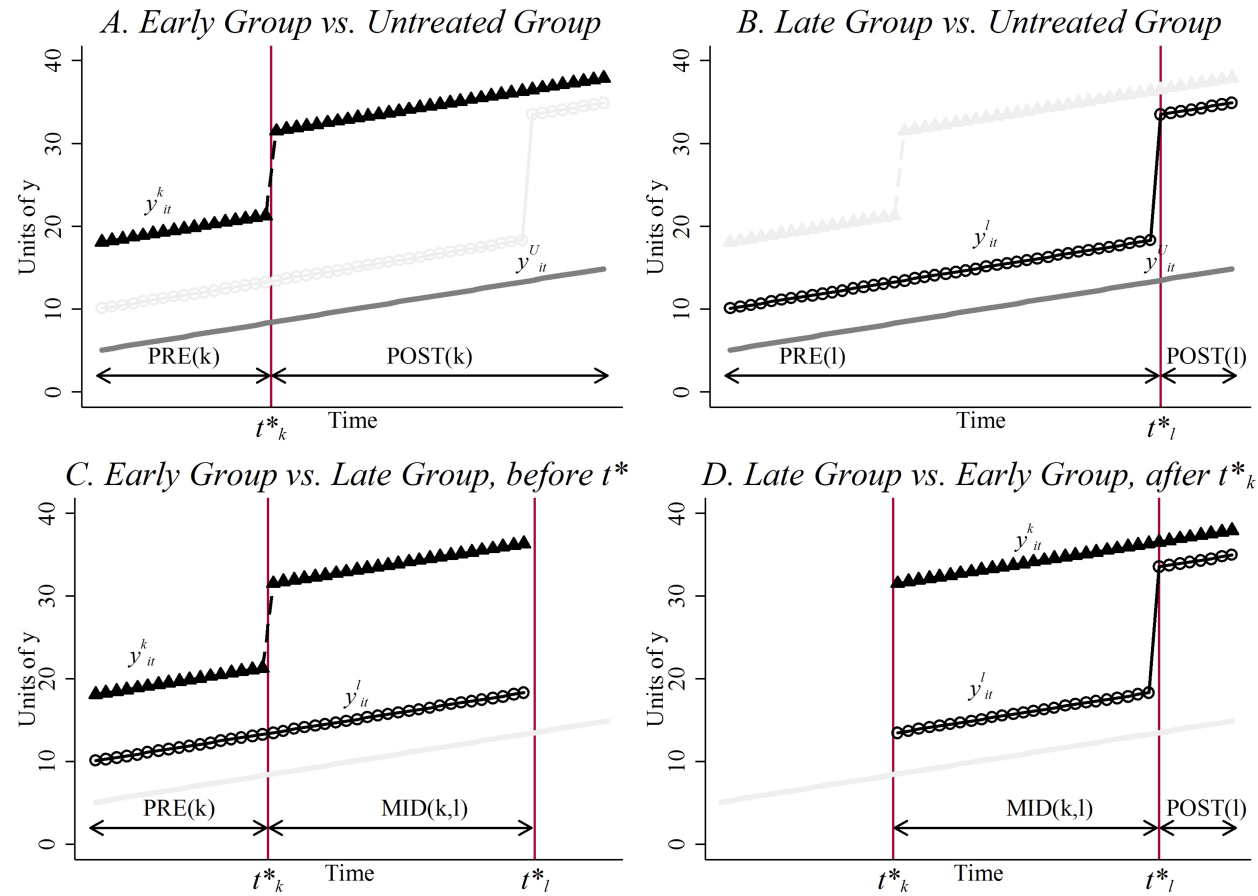 A. Early Group vs. Untreated Group
40
30
20
10
0
Units of y
y^k_it
y^U_it
PRE(k)
POST(k)
t*_k
Time
B. Late Group vs. Untreated Group
40
30
20
10
0
Units of y
y^l_it
y^U_it
PRE(l)
POST(l)
Time
t*_l
C. Early Group vs. Late Group, before t*
40
30
20
10
0
Units of y
y^k_it
y^l_it
PRE(k)
MID(k,l)
t*_k
Time
t*_l
D. Late Group vs. Early Group, after t*_k
40
30
20
10
0
Units of y
y^k_it
y^l_it
MID(k,l)
POST(l)
t*_k
Time
t*_l